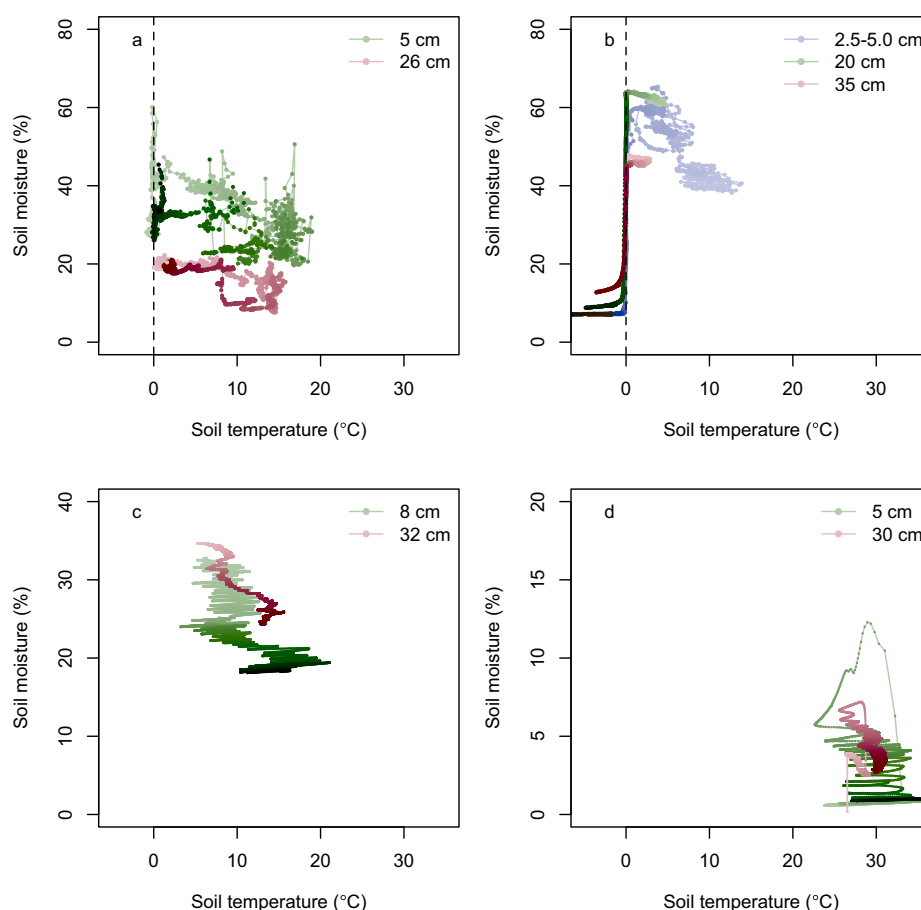 a
5 cm
26 cm
80
60
40
20
0
Soil moisture (%)
0 10 20 30
Soil temperature (°C)
b
2.5-5.0 cm
20 cm
35 cm
80
60
40
20
0
Soil moisture (%)
0 10 20 30
Soil temperature (°C)
c
8 cm
32 cm
40
30
20
10
0
Soil moisture (%)
0 10 20 30
Soil temperature (°C)
d
5 cm
30 cm
20
15
10
5
0
Soil moisture (%)
0 10 20 30
Soil temperature (°C)